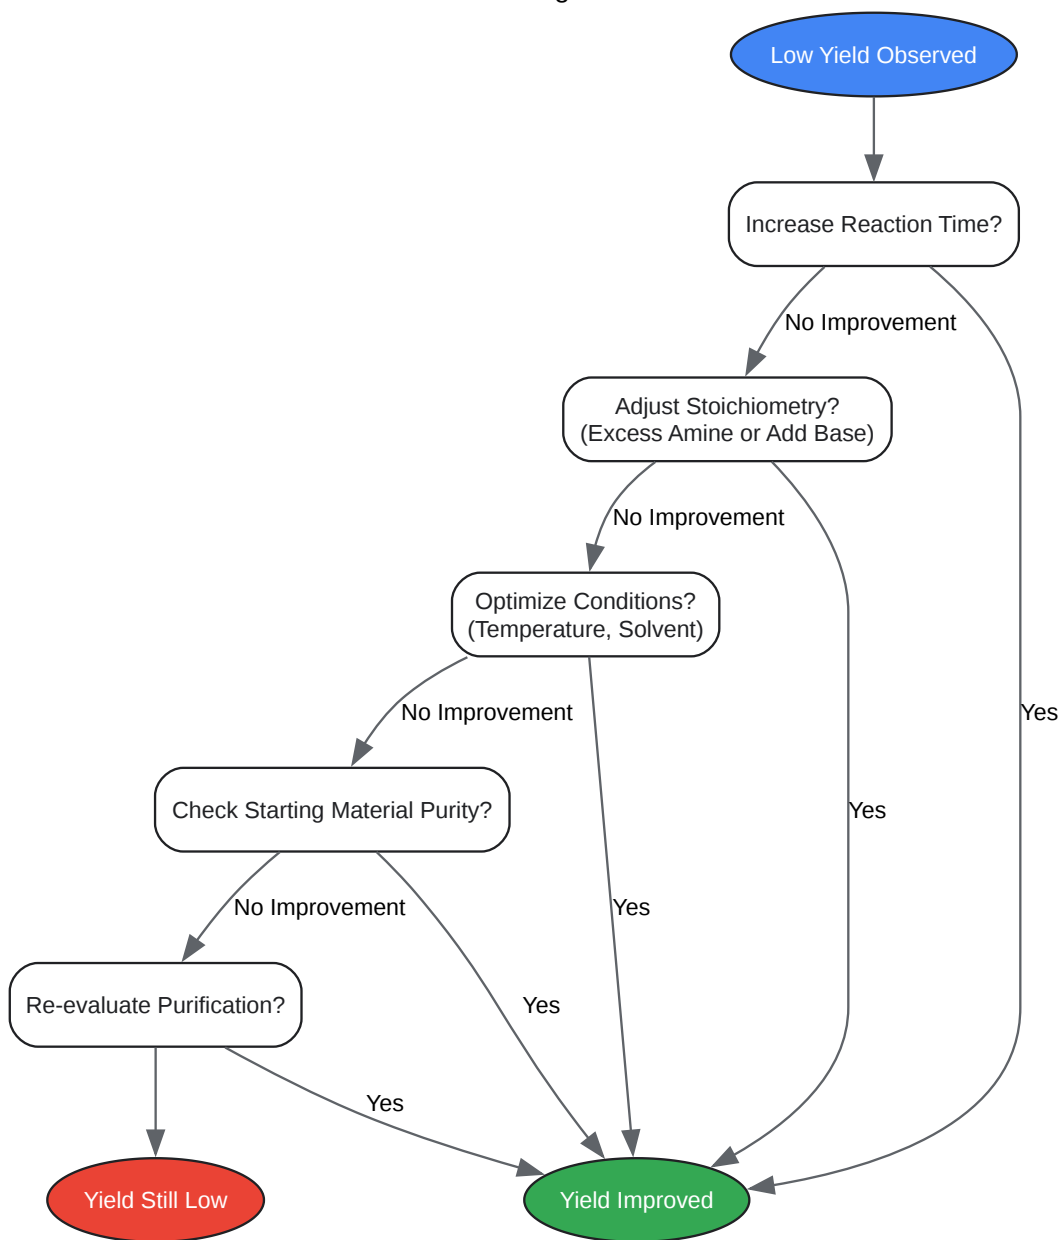 Low Yield Observed
Increase Reaction Time?
No Improvement
Adjust Stoichiometry?
(Excess Amine or Add Base)
No Improvement
Optimize Conditions?
(Temperature, Solvent)
No Improvement
Yes
Check Starting Material Purity?
Yes
No Improvement
Yes
Re-evaluate Purification?
Yes
Yes
Yield Still Low
Yield Improved